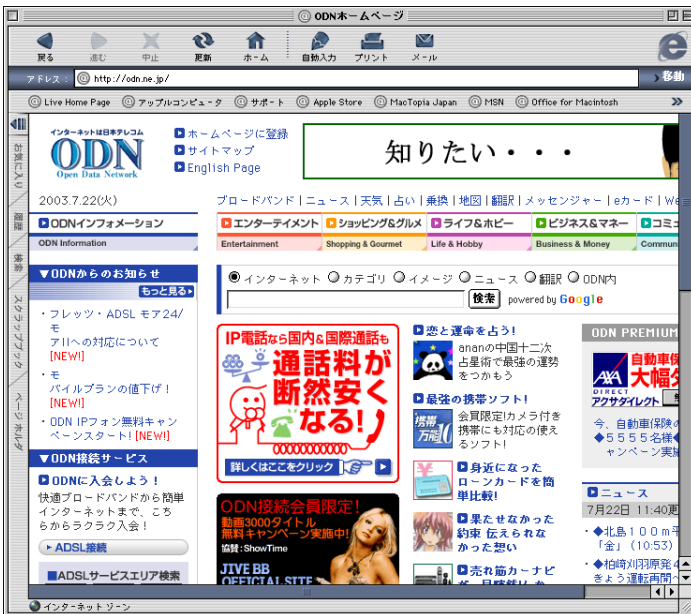 ODNホームページ
戻る 進む 中止 更新 ホーム 自動入力 プリント メール
アドレス: http://odn.ne.jp/ 移動
Live Home Page アップルコンピュータ サポート Apple Store MacTopia Japan MSN Office for Macintosh
お気に入り
履歴
検索
スクラップブック
ページ ホルダ
インターネットは日本テレコム
ODN
Open Data Network
ホームページに登録
サイトマップ
English Page
知りたい・・・
2003.7.22(火)
ブロードバンド | ニュース | 天気 | 占い | 乗換 | 地図 | 翻訳 | メッセンジャー | eカード | We
ODNインフォメーション
ODN Information
エンターテイメント ショッピング&グルメ ライフ&ホビー ビジネス&マネー コミュ
Entertainment Shopping & Gourmet Life & Hobby Business & Money Commun
▼ODNからのお知らせ
もっと見る
・フレッツ・ADSL モア24/
モ
アIIへの対応について
[NEW!]
・モ
バイルプランの値下げ!
[NEW!]
・ODN IPフォン無料キャン
ペーンスタート! [NEW!]
▼ODN接続サービス
ODNに入会しよう!
快適ブロードバンドから簡単
インターネットまで、こち
らからラクラク入会!
ADSL接続
■ADSLサービスエリア検索
インターネット カテゴリ イメージ ニュース 翻訳 ODN内
検索 powered by Google
IP電話なら国内&国際通話も
通話料が
断然安く
なる!
詳しくはここをクリック
ODN接続会員限定!
動画3000タイトル
無料キャンペーン実施中!
協賛:ShowTime
JIVE BB
OFFICIAL SITE
恋と運命を占う!
ananの中国十二次
占星術で最強の運勢
をつかもう
最強の携帯ソフト!
携帯
万能10
会員限定!カメラ付き
携帯にも対応の使え
るソフト!
身近になった
ローンカードを簡
単比較!
果たせなかった
約束 伝えられな
かった想い
売れ筋カーナビ
ODN PREMIUM
AXA
DIRECT
アクサダイレクト
自動車保
大幅
今、自動車保険の
◆5555名様
ャンペーン実
ニュース
7月22日 11:40更
・◆北島100m平
「金」(10:53)
・◆柏崎刈羽原発4
きょう運転再開へ
インターネット ゾーン